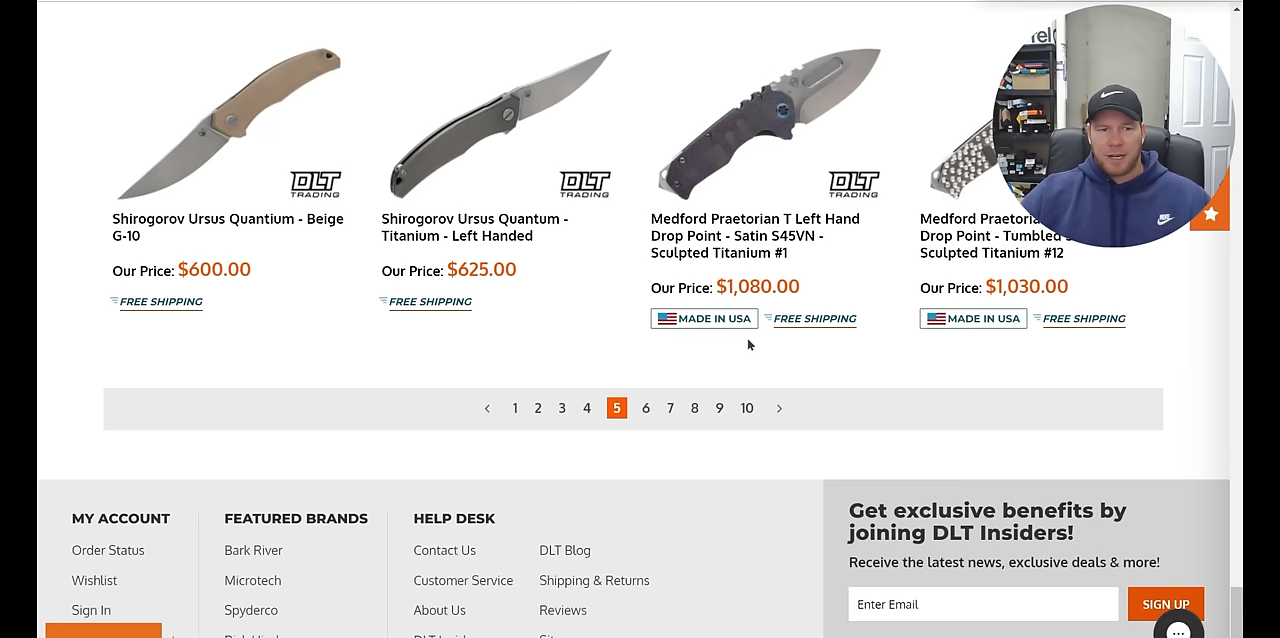 DLT
TRADING
DLT
TRADING
DLT
TRADING
Shirogorov Ursus Quantium - Beige
G-10
Our Price: $600.00
FREE SHIPPING
Shirogorov Ursus Quantum -
Titanium - Left Handed
Our Price: $625.00
FREE SHIPPING
Medford Praetorian T Left Hand
Drop Point - Satin S45VN -
Sculpted Titanium #1
Our Price: $1,080.00
MADE IN USA FREE SHIPPING
Medford
Drop Point - Tumbled
Sculpted Titanium #12
Our Price: $1,030.00
MADE IN USA FREE SHIPPING
< 1 2 3 4 5 6 7 8 9 10 >
MY ACCOUNT
Order Status
Wishlist
Sign In
FEATURED BRANDS
Bark River
Microtech
Spyderco
HELP DESK
Contact Us
Customer Service
About Us
DLT Blog
Shipping & Returns
Reviews
Get exclusive benefits by
joining DLT Insiders!
Receive the latest news, exclusive deals & more!
Enter Email
SIGN UP